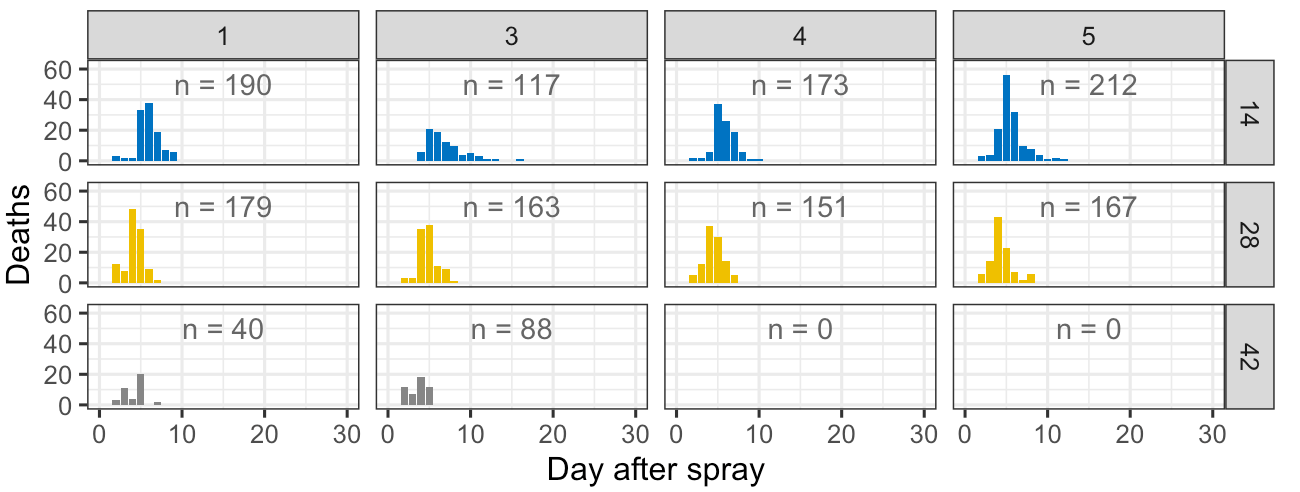 1 3 4 5
60 n = 190 n = 117 n = 173 n = 212
40
20
0
14
60 n = 179 n = 163 n = 151 n = 167
40
20
0
28
Deaths
60 n = 40 n = 88 n = 0 n = 0
40
20
0
42
0 10 20 30 0 10 20 30 0 10 20 30 0 10 20 30
Day after spray